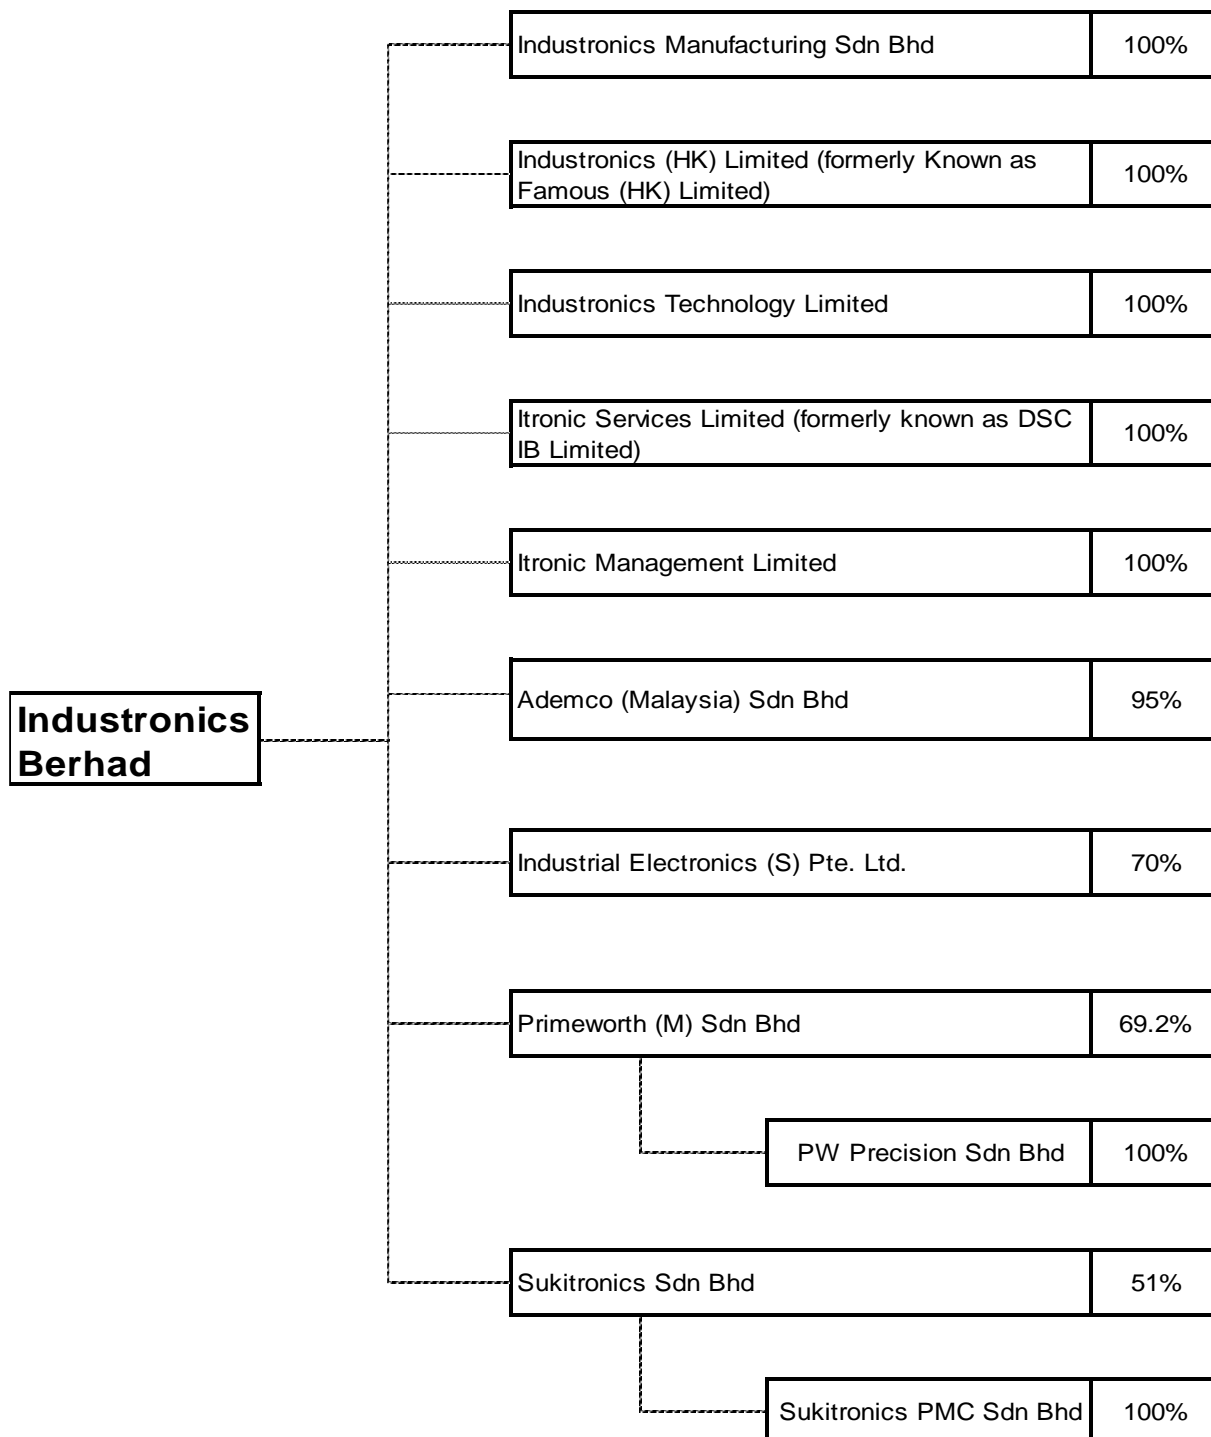 Industronics Manufacturing Sdn Bhd 100%
Industronics (HK) Limited (formerly Known as
Famous (HK) Limited) 100%
Industronics Technology Limited 100%
Itronic Services Limited (formerly known as DSC
IB Limited) 100%
Itronic Management Limited 100%
Ademco (Malaysia) Sdn Bhd 95%
Industronics
Berhad
Industrial Electronics (S) Pte. Ltd. 70%
Primeworth (M) Sdn Bhd 69.2%
PW Precision Sdn Bhd 100%
Sukitronics Sdn Bhd 51%
Sukitronics PMC Sdn Bhd 100%